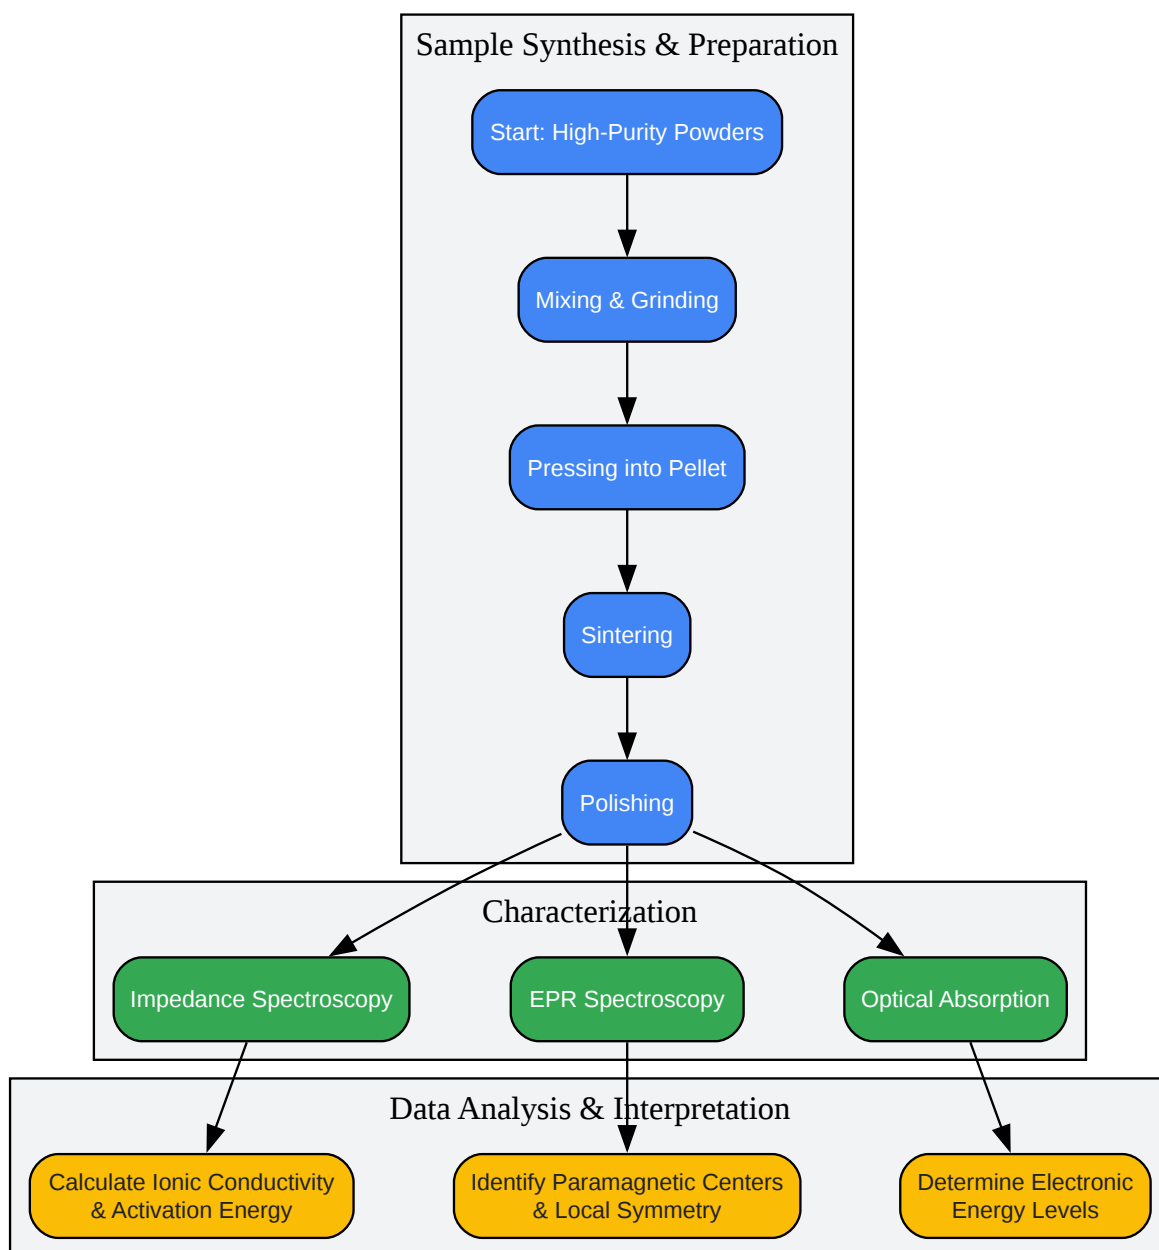 Sample Synthesis & Preparation
Start: High-Purity Powders
Mixing & Grinding
Pressing into Pellet
Sintering
Polishing
Characterization
Impedance Spectroscopy
EPR Spectroscopy
Optical Absorption
Data Analysis & Interpretation
Calculate Ionic Conductivity
& Activation Energy
Identify Paramagnetic Centers
& Local Symmetry
Determine Electronic
Energy Levels